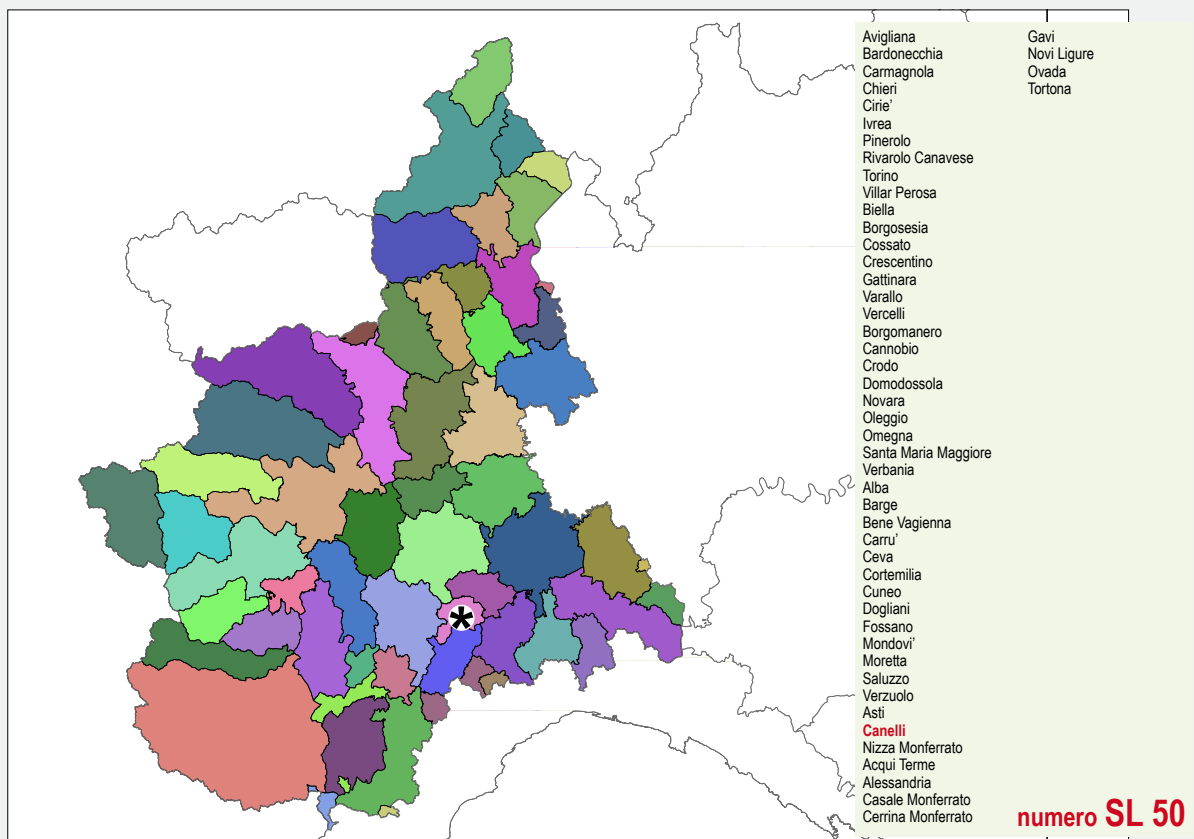 Avigliana
Bardonecchia
Carmagnola
Chieri
Cirie'
Ivrea
Pinerolo
Rivarolo Canavese
Torino
Villar Perosa
Biella
Borgosesia
Cossato
Crescentino
Gattinara
Varallo
Vercelli
Borgomanero
Cannobio
Crodo
Domodossola
Novara
Oleggio
Omegna
Santa Maria Maggiore
Verbania
Alba
Barge
Bene Vagienna
Carru'
Ceva
Cortemilia
Cuneo
Dogliani
Fossano
Mondovi'
Moretta
Saluzzo
Verzuolo
Asti
Canelli
Nizza Monferrato
Acqui Terme
Alessandria
Casale Monferrato
Cerrina Monferrato
Gavi
Novi Ligure
Ovada
Tortona
*
numero SL 50